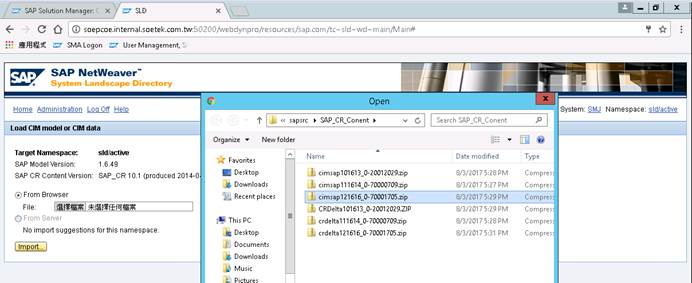 SAP Solution Manager: C
SLD
soepcoe.internal.soetek.com.tw:50200/webdynpro/resources/sap.com/tc~sld~wd~main/Main#
應用程式 SMA Logon User Management, S
SAP SAP NetWeaver™
System Landscape Directory
Home Administration Log Off Help
System: SMJ Namespace: sld/active
Load CIM model or CIM data
Target Namespace: sld/active
SAP Model Version: 1.6.49
SAP CR Content Version: SAP_CR 10.1 (produced 2014-0
From Browser
File: 選擇檔案 未選擇任何檔案
From Server
No import suggestions for this namespace.
Import...
Open
« saprsrc SAP_CR_Conent
Search SAP_CR_Conent
Organize New folder
Favorites
Desktop
Downloads
Recent places
This PC
Desktop
Documents
Downloads
Music
Pictures
Name Date modified Type
cimsap101613_0-20012029.zip 8/3/2017 5:28 PM Compress
cimsap111614_0-70000709.zip 8/3/2017 5:27 PM Compress
cimsap121616_0-70001705.zip 8/3/2017 5:29 PM Compress
CRDelta101613_0-20012029.ZIP 8/3/2017 5:29 PM Compress
crdelta111614_0-70000709.zip 8/3/2017 5:28 PM Compress
crdelta121616_0-70001705.zip 8/3/2017 5:31 PM Compress